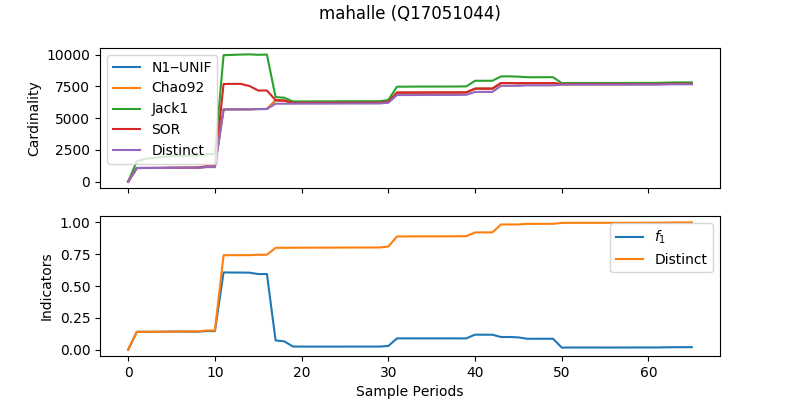 mahalle (Q17051044)
Cardinality
10000
7500
5000
2500
0
N1−UNIF
Chao92
Jack1
SOR
Distinct
Indicators
1.00
0.75
0.50
0.25
0.00
f1
Distinct
0 10 20 30 40 50 60
Sample Periods